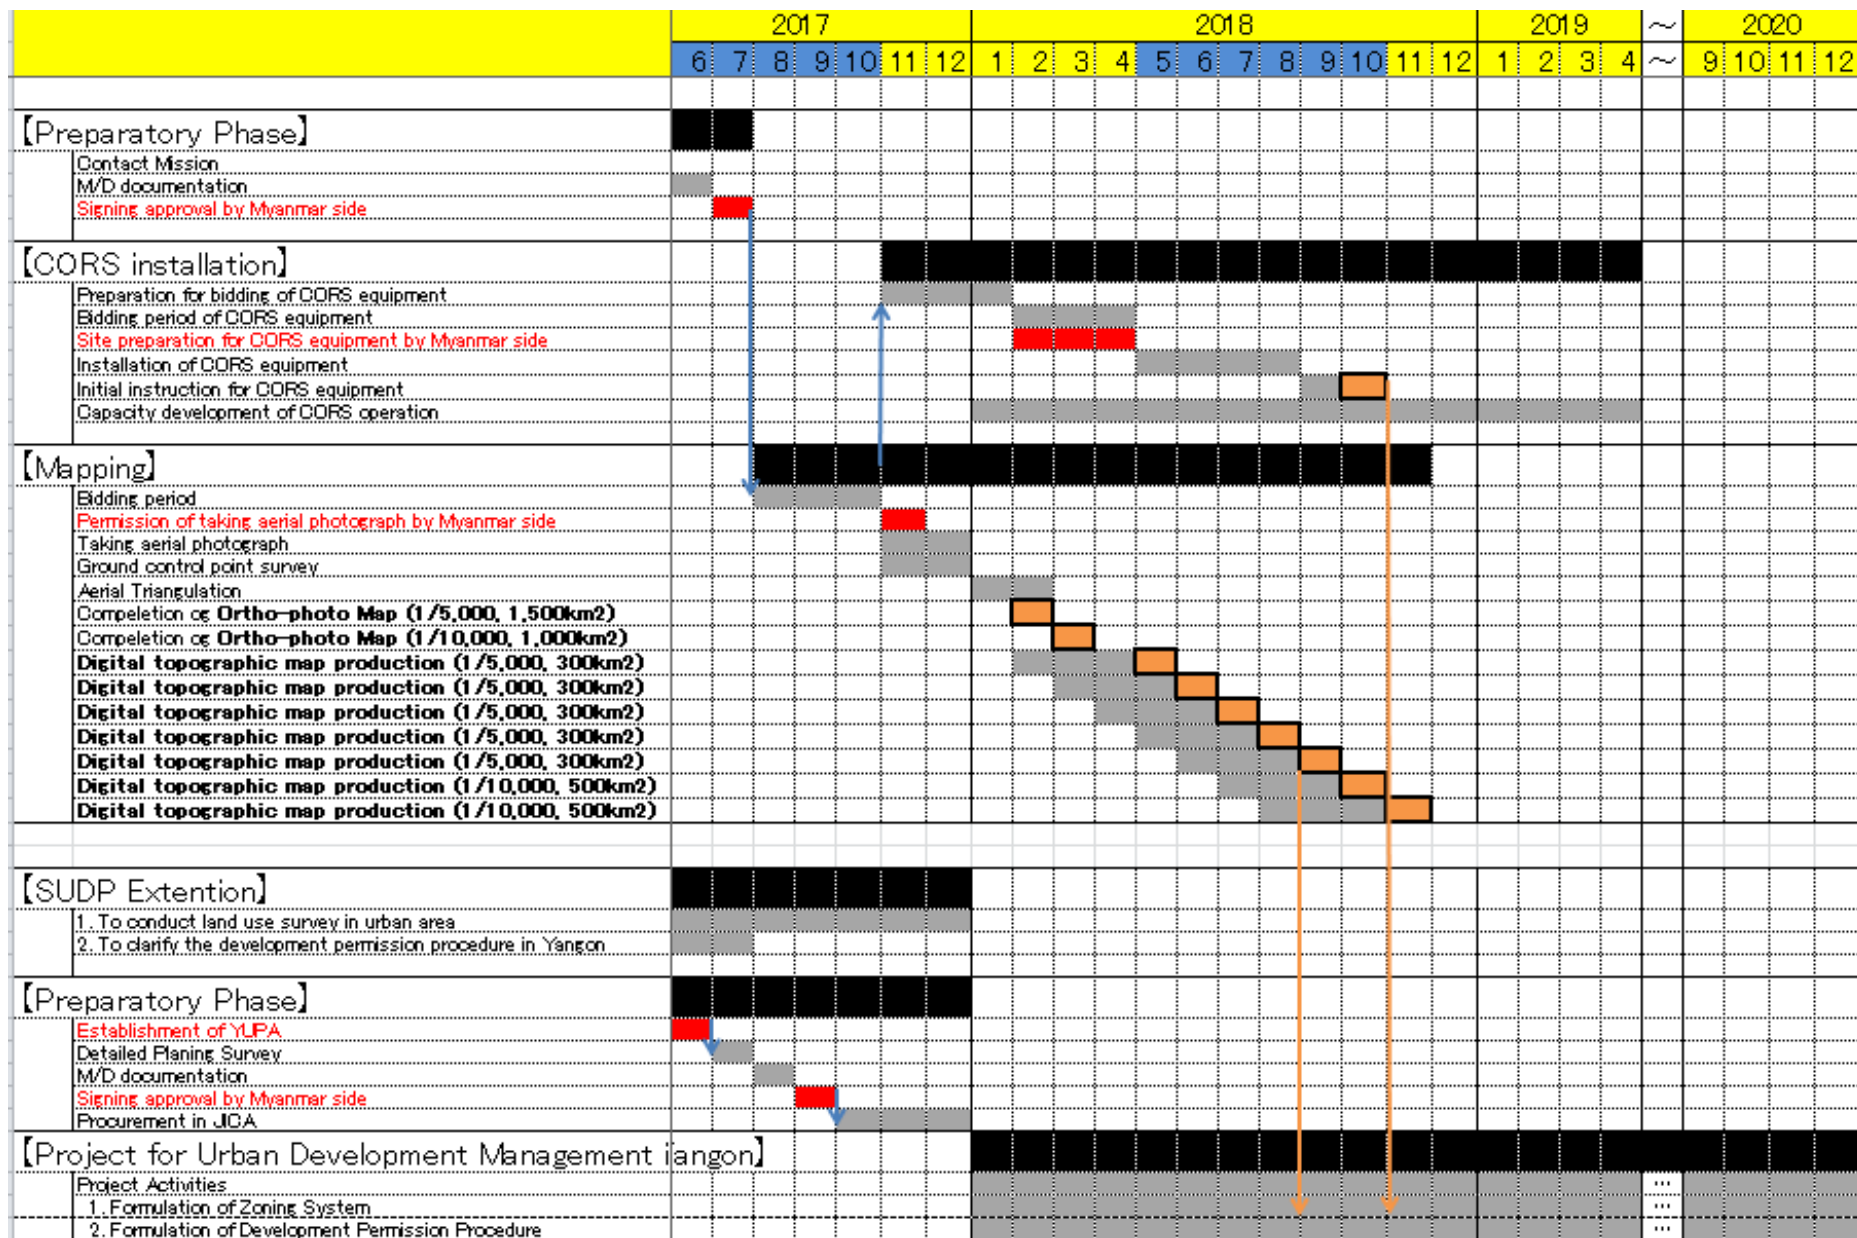 2017 2018 2019 ～ 2020
6 7 8 9 10 11 12 1 2 3 4 5 6 7 8 9 10 11 12 1 2 3 4 ～ 9 10 11 12
【Preparatory Phase】
Contact Mission
M/D documentation
Signing approval by Myanmar side
【CORS installation】
Preparation for bidding of CORS equipment
Bidding period of CORS equipment
Site preparation for CORS equipment by Myanmar side
Installation of CORS equipment
Initial instruction for CORS equipment
Capacity development of CORS operation
【Mapping】
Bidding period
Permission of taking aerial photograph by Myanmar side
Taking aerial photograph
Ground control point survey
Aerial Triangulation
Compeletion og Ortho-photo Map (1/5,000, 1,500km2)
Compeletion og Ortho-photo Map (1/10,000, 1,000km2)
Digital topographic map production (1/5,000, 300km2)
Digital topographic map production (1/5,000, 300km2)
Digital topographic map production (1/5,000, 300km2)
Digital topographic map production (1/5,000, 300km2)
Digital topographic map production (1/5,000, 300km2)
Digital topographic map production (1/10,000, 500km2)
Digital topographic map production (1/10,000, 500km2)
【SUDP Extention】
1. To conduct land use survey in urban area
2. To clarify the development permission procedure in Yangon
【Preparatory Phase】
Establishment of YUPA
Detailed Planing Survey
M/D documentation
Signing approval by Myanmar side
Procurement in JICA
【Project for Urban Development Management iangon】
Project Activities ...
1. Formulation of Zoning System ...
2. Formulation of Development Permission Procedure ...